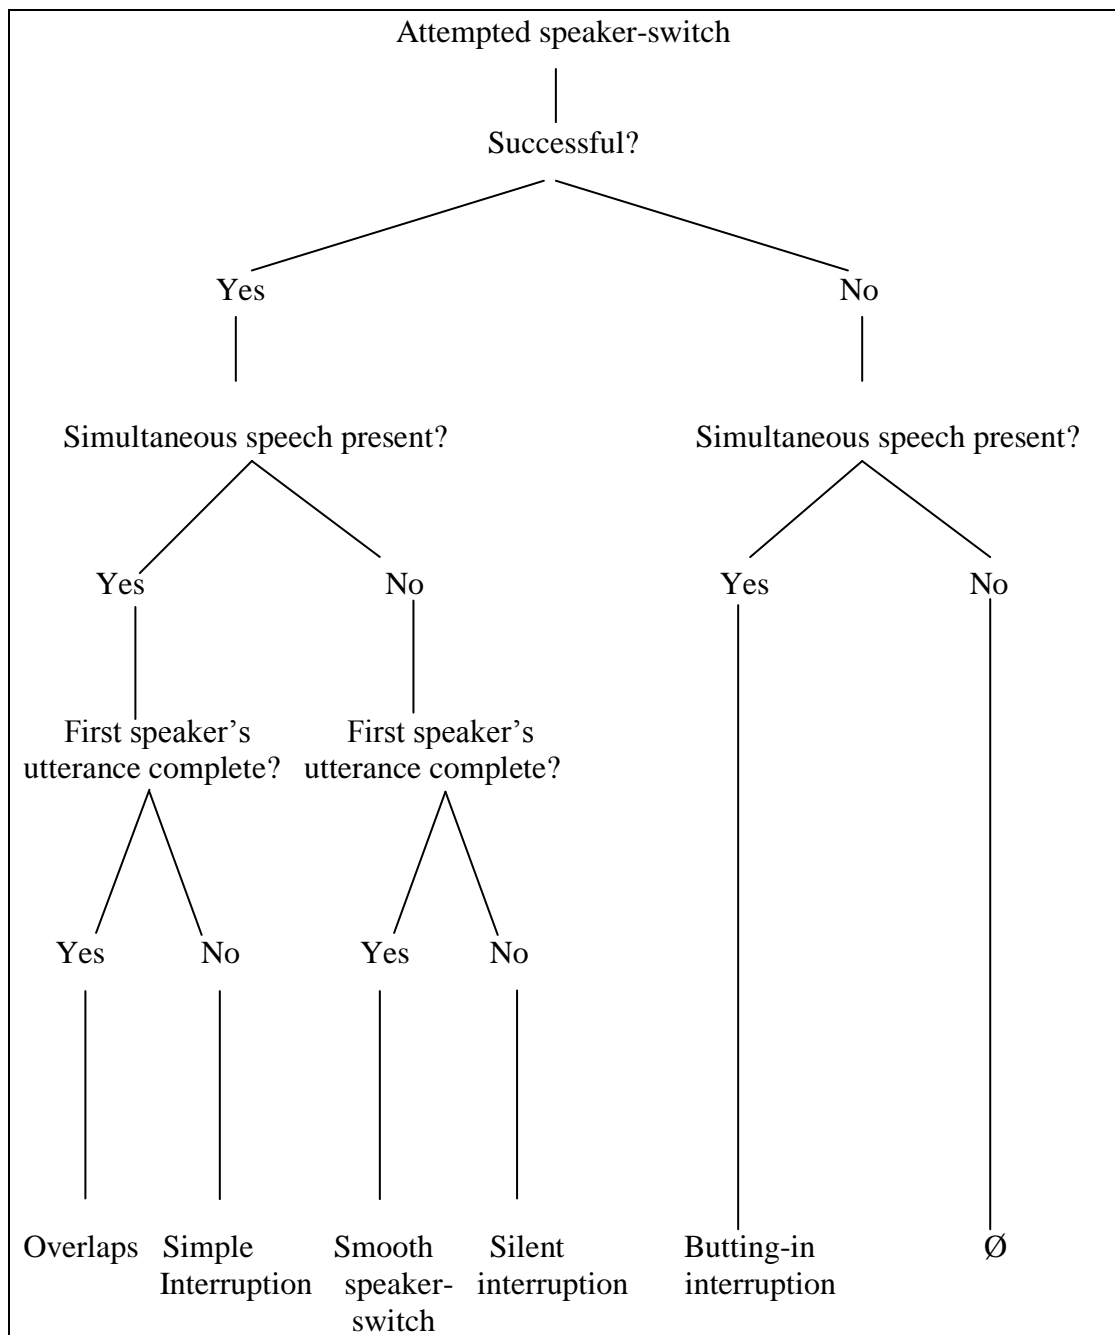 Attempted speaker-switch
Successful?
Yes
No
Simultaneous speech present?
Simultaneous speech present?
Yes
No
Yes
No
First speaker’s
utterance complete?
First speaker’s
utterance complete?
Yes
No
Yes
No
Overlaps
Simple
Interruption
Smooth
speaker-
switch
Silent
interruption
Butting-in
interruption
Ø